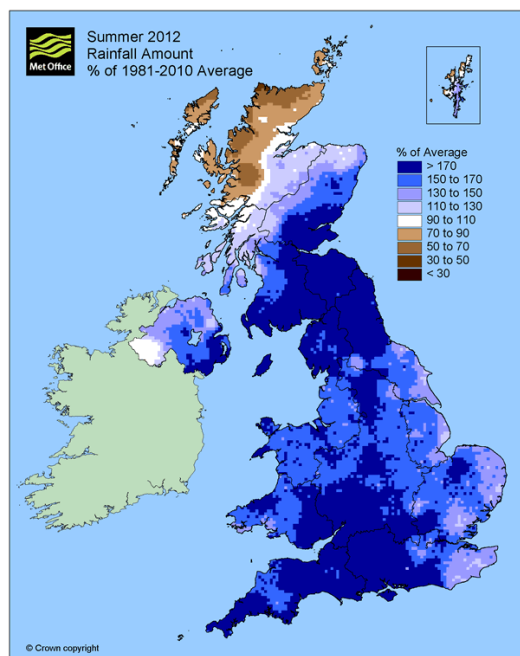 Met Office
Summer 2012
Rainfall Amount
% of 1981-2010 Average
% of Average
> 170
150 to 170
130 to 150
110 to 130
90 to 110
70 to 90
50 to 70
30 to 50
< 30
© Crown copyright